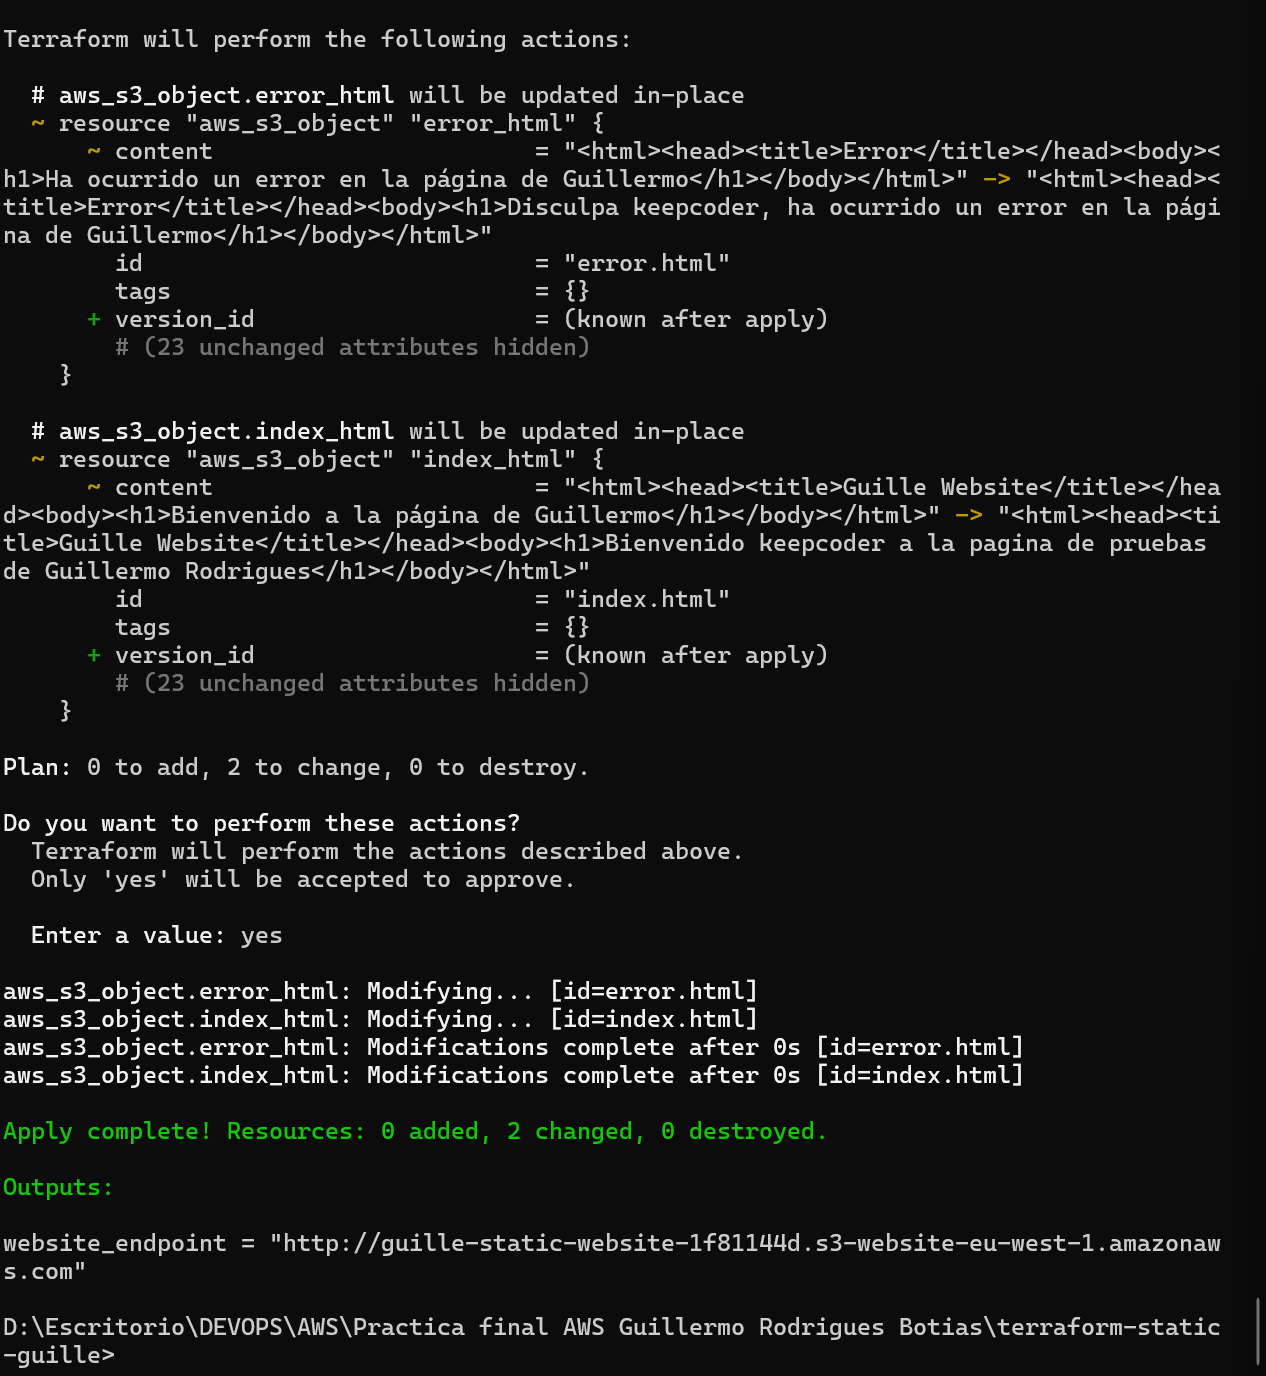 Terraform will perform the following actions:
# aws_s3_object.error_html will be updated in-place
~ resource "aws_s3_object" "error_html" {
~ content = "<html><head><title>Error</title></head><body><
h1>Ha ocurrido un error en la página de Guillermo</h1></body></html>" -> "<html><head><
title>Error</title></head><body><h1>Disculpa keepcoder, ha ocurrido un error en la pági
na de Guillermo</h1></body></html>"
id = "error.html"
tags = {}
+ version_id = (known after apply)
# (23 unchanged attributes hidden)
}
# aws_s3_object.index_html will be updated in-place
~ resource "aws_s3_object" "index_html" {
~ content = "<html><head><title>Guille Website</title></hea
d><body><h1>Bienvenido a la página de Guillermo</h1></body></html>" -> "<html><head><ti
tle>Guille Website</title></head><body><h1>Bienvenido keepcoder a la pagina de pruebas
de Guillermo Rodrigues</h1></body></html>"
id = "index.html"
tags = {}
+ version_id = (known after apply)
# (23 unchanged attributes hidden)
}
Plan: 0 to add, 2 to change, 0 to destroy.
Do you want to perform these actions?
Terraform will perform the actions described above.
Only 'yes' will be accepted to approve.
Enter a value: yes
aws_s3_object.error_html: Modifying... [id=error.html]
aws_s3_object.index_html: Modifying... [id=index.html]
aws_s3_object.error_html: Modifications complete after 0s [id=error.html]
aws_s3_object.index_html: Modifications complete after 0s [id=index.html]
Apply complete! Resources: 0 added, 2 changed, 0 destroyed.
Outputs:
website_endpoint = "http://guille-static-website-1f81144d.s3-website-eu-west-1.amazonaw
s.com"
D:\Escritorio\DEVOPS\AWS\Practica final AWS Guillermo Rodrigues Botias\terraform-static
-guille>